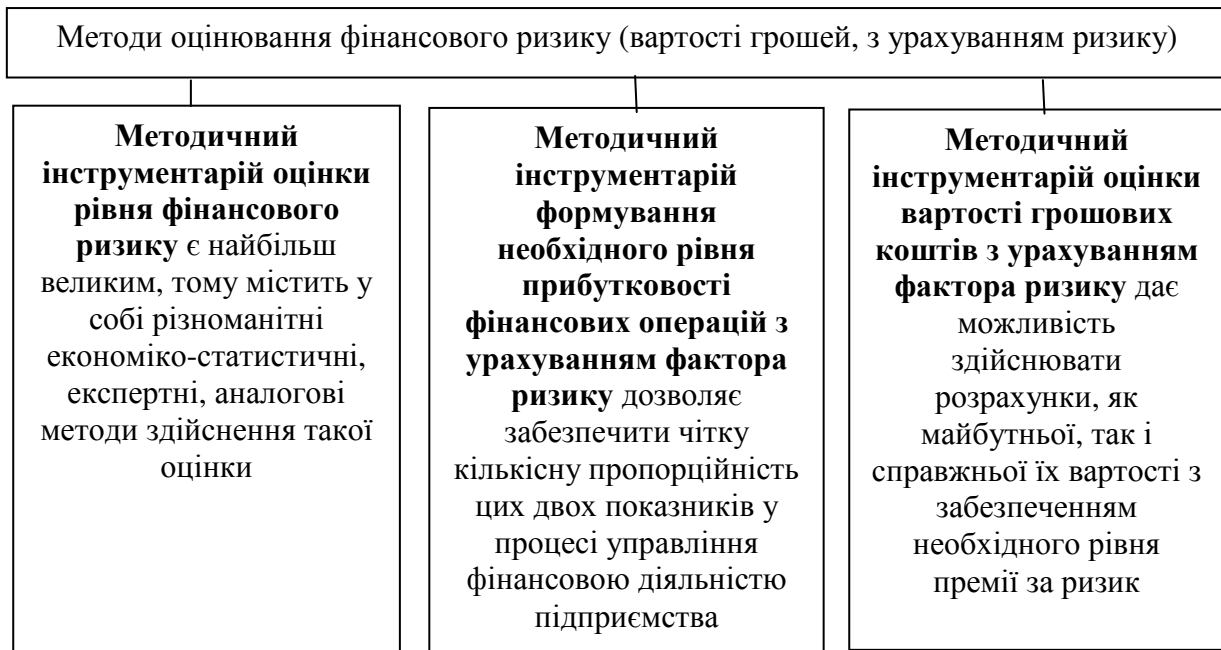 Методи оцінювання фінансового ризику (вартості грошей, з урахуванням ризику)
Методичний
інструментарій оцінки
рівня фінансового
ризику є найбільш
великим, тому містить у
собі різноманітні
економіко-статистичні,
експертні, аналогові
методи здійснення такої
оцінки
Методичний
інструментарій
формування
необхідного рівня
прибутковості
фінансових операцій з
урахуванням фактора
ризику дозволяє
забезпечити чітку
кількісну пропорційність
цих двох показників у
процесі управління
фінансовою діяльністю
підприємства
Методичний
інструментарій оцінки
вартості грошових
коштів з урахуванням
фактора ризику дає
можливість
здійснювати
розрахунки, як
майбутньої, так і
справжньої їх вартості з
забезпеченням
необхідного рівня
премії за ризик